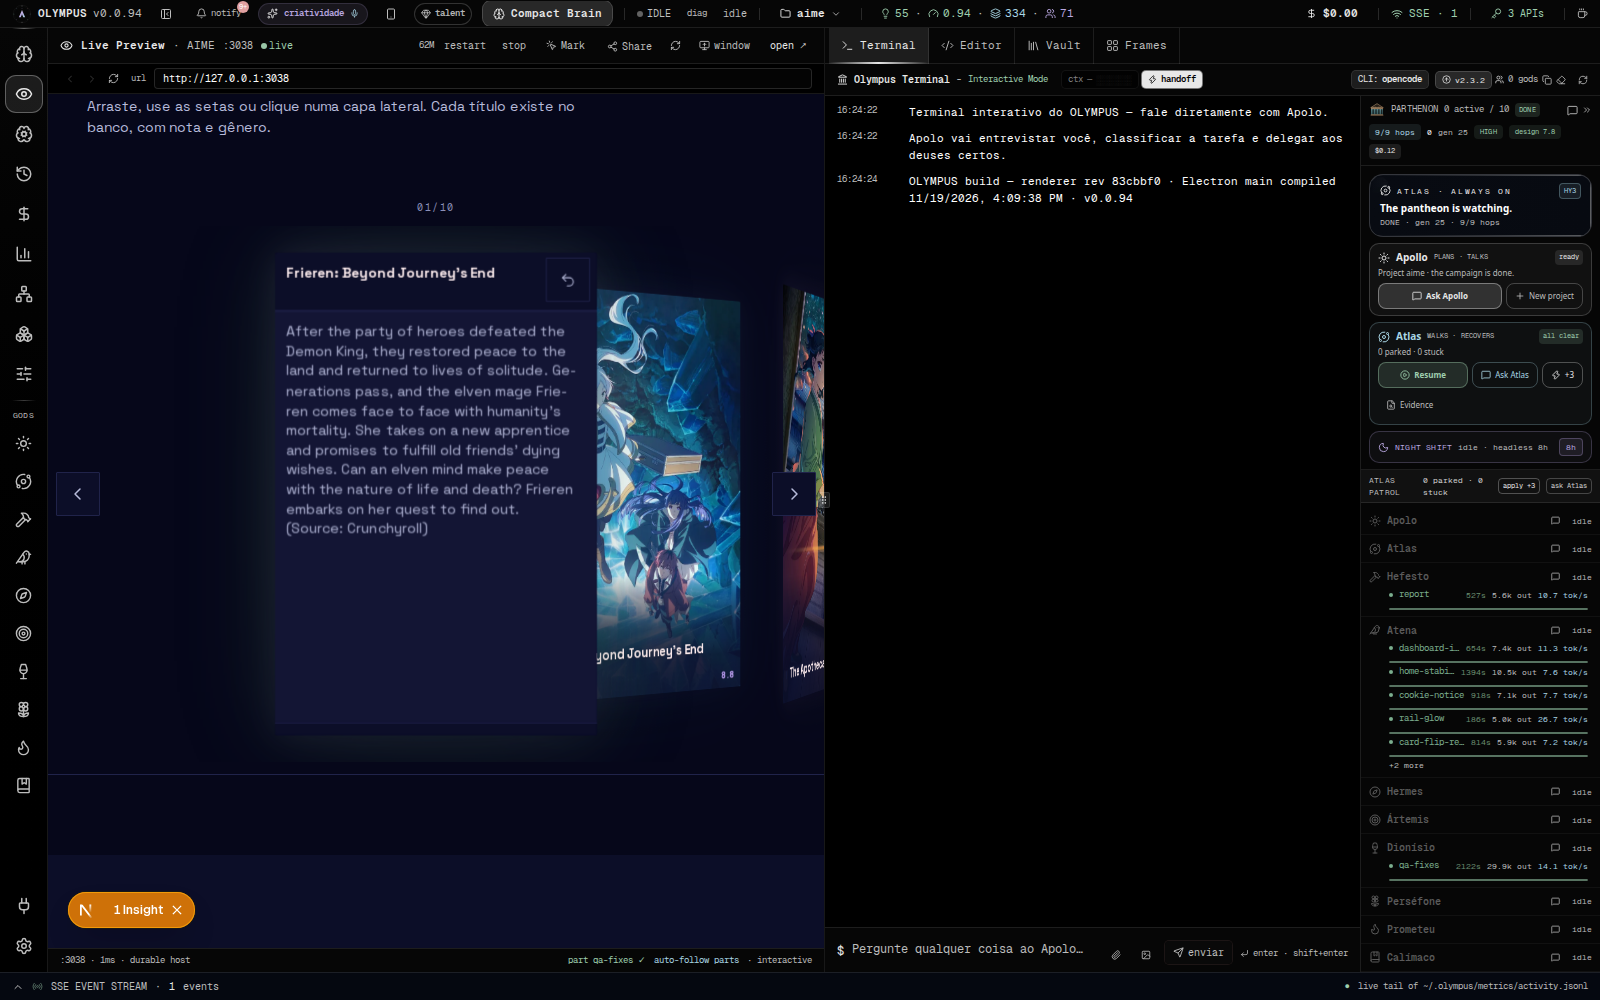 OLYMPUS v0.0.94
notify
9+
criatividade
talent
Compact Brain
IDLE
diag
idle
aime
55 · 0.94 · 334 · 71
$0.00
SSE · 1
3 APIs
Live Preview · AIME :3038 live
62M restart stop Mark Share window open ↗
url http://127.0.0.1:3038
Arraste, use as setas ou clique numa capa lateral. Cada título existe no
banco, com nota e gênero.
01/10
Frieren: Beyond Journey's End
After the party of heroes defeated the
Demon King, they restored peace to the
land and returned to lives of solitude. Ge-
nerations pass, and the elven mage Frie-
ren comes face to face with humanity's
mortality. She takes on a new apprentice
and promises to fulfill old friends' dying
wishes. Can an elven mind make peace
with the nature of life and death? Frieren
embarks on her quest to find out.
(Source: Crunchyroll)
yond Journey's End
8.8
The Apothec
1 Insight
:3038 · 1ms · durable host
part qa-fixes ✓ auto-follow parts · interactive
Terminal
Editor
Vault
Frames
Olympus Terminal – Interactive Mode
ctx —
handoff
CLI: opencode
v2.3.2
0 gods
16:24:22 Terminal interativo do OLYMPUS — fale diretamente com Apolo.
16:24:22 Apolo vai entrevistar você, classificar a tarefa e delegar aos
deuses certos.
16:24:24 OLYMPUS build — renderer rev 83cbbf0 · Electron main compiled
11/19/2026, 4:09:38 PM · v0.0.94
$ Pergunte qualquer coisa ao Apolo…
enviar
enter · shift+enter
PARTHENON 0 active / 10 DONE
9/9 hops 0 gen 25 HIGH design 7.8
$0.12
ATLAS · ALWAYS ON
HY3
The pantheon is watching.
DONE · gen 25 · 9/9 hops
Apollo PLANS · TALKS ready
Project aime · the campaign is done.
Ask Apollo
New project
Atlas WALKS · RECOVERS all clear
0 parked · 0 stuck
Resume
Ask Atlas
+3
Evidence
NIGHT SHIFT idle · headless 8h 8h
ATLAS PATROL
0 parked · 0 stuck
apply +3
ask Atlas
Apolo idle
Atlas idle
Hefesto idle
report 527s 5.6k out 10.7 tok/s
Atena idle
dashboard-i… 654s 7.4k out 11.3 tok/s
home-stabi… 1394s 10.5k out 7.6 tok/s
cookie-notice 918s 7.1k out 7.7 tok/s
rail-glow 186s 5.0k out 26.7 tok/s
card-flip-re… 814s 5.9k out 7.2 tok/s
+2 more
Hermes idle
Ártemis idle
Dionísio idle
qa-fixes 2122s 29.9k out 14.1 tok/s
Perséfone idle
Prometeu idle
Calímaco idle
GODS
SSE EVENT STREAM · 1 events
live tail of ~/.olympus/metrics/activity.jsonl